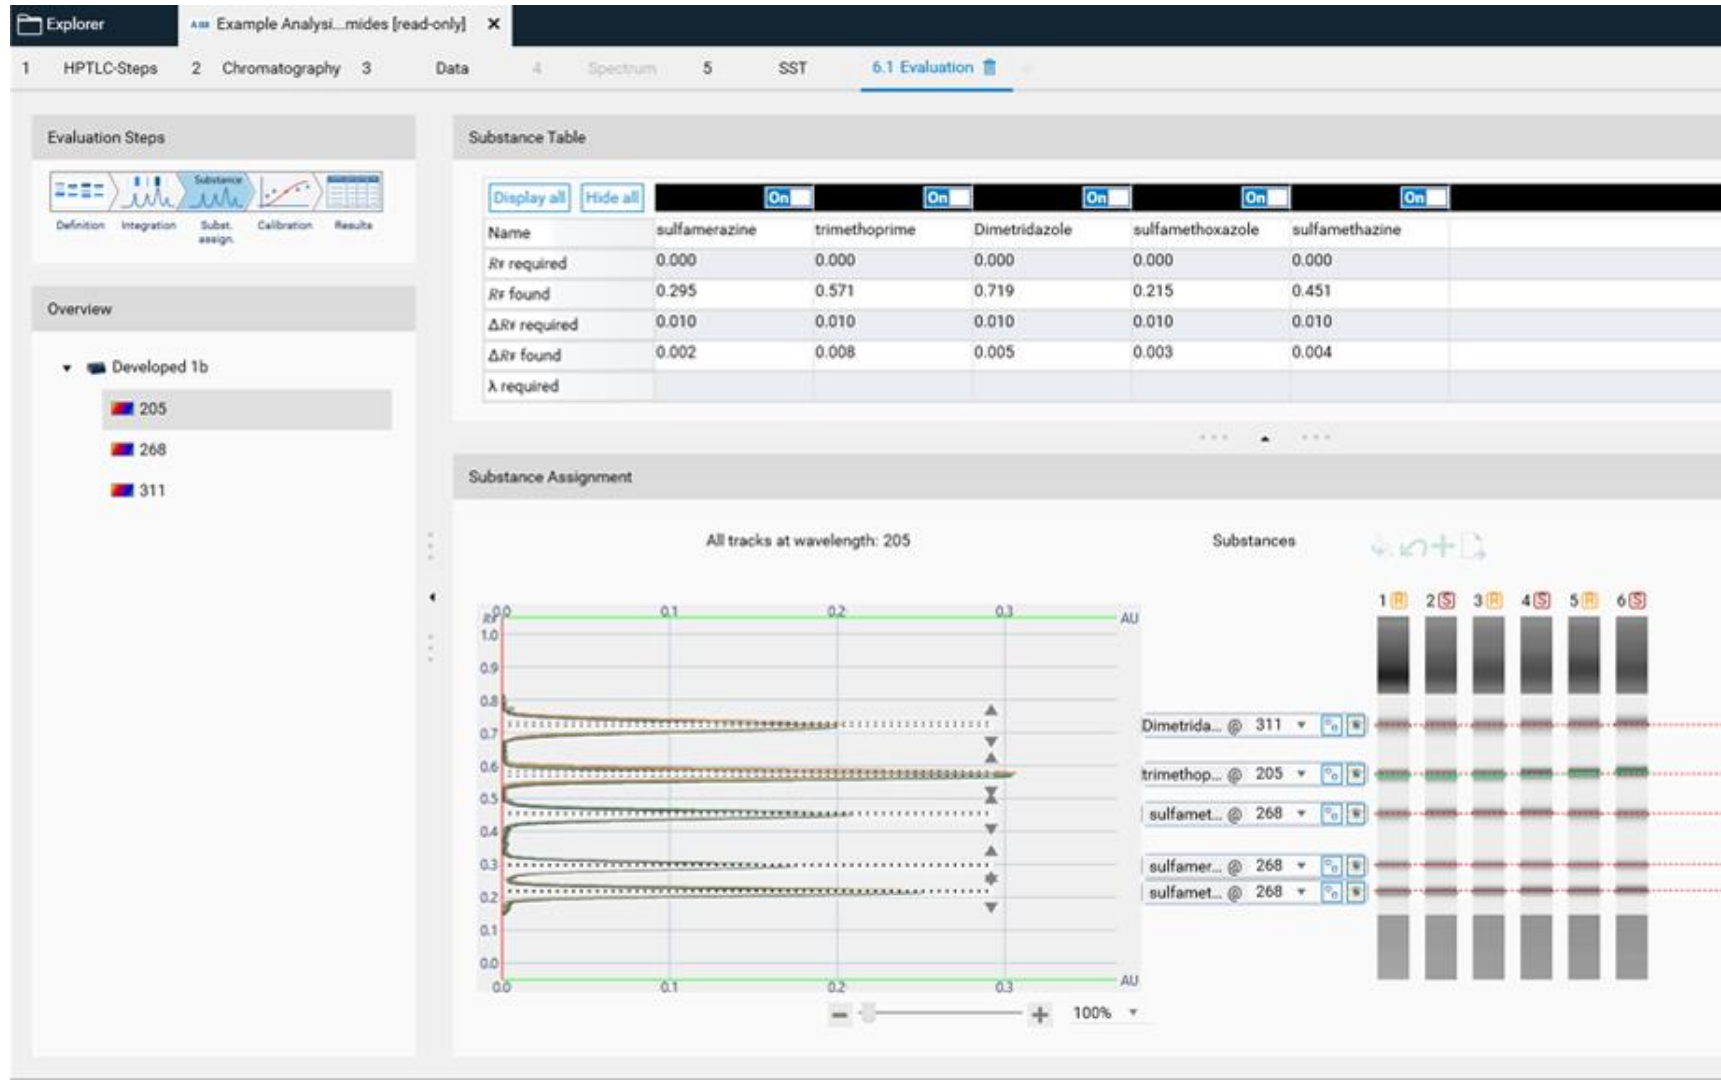 Explorer Example Analysi...mides [read-only]
1 HPTLC-Steps 2 Chromatography 3 Data 4 Spectrum 5 SST 6.1 Evaluation
Evaluation Steps
Substance
Definition Integration Subst. assign. Calibration Results
Overview
Developed 1b
205
268
311
Substance Table
Display all Hide all On On On On On
Name sulfamerazine trimethoprime Dimetridazole sulfamethoxazole sulfamethazine
RF required 0.000 0.000 0.000 0.000 0.000
RF found 0.295 0.571 0.719 0.215 0.451
ΔRF required 0.010 0.010 0.010 0.010 0.010
ΔRF found 0.002 0.008 0.005 0.003 0.004
λ required
Substance Assignment
All tracks at wavelength: 205 Substances
1 R 2 S 3 R 4 S 5 R 6 S
RF 0.0 0.1 0.2 0.3 AU
1.0
0.9
0.8
0.7 Dimetrida... @ 311
0.6 trimethop... @ 205
0.5 sulfamet... @ 268
0.4
0.3 sulfamer... @ 268
0.2 sulfamet... @ 268
0.1
0.0
0.0 0.1 0.2 0.3 AU
100%